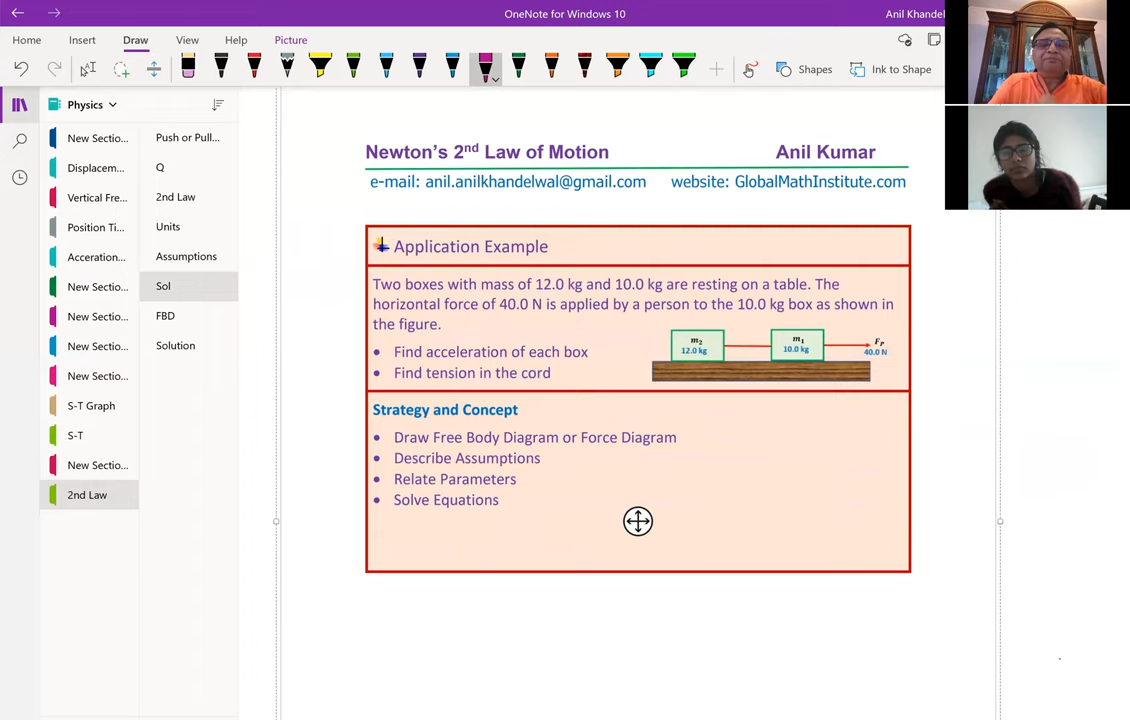 OneNote for Windows 10
Anil Khandel
Home Insert Draw View Help Picture
Shapes Ink to Shape
Physics
New Sectio...
Displacem...
Vertical Fre...
Position Ti...
Acceration...
New Sectio...
New Sectio...
New Sectio...
New Sectio...
S-T Graph
S-T
New Sectio...
2nd Law
Push or Pull...
Q
2nd Law
Units
Assumptions
Sol
FBD
Solution
Newton's 2nd Law of Motion Anil Kumar
e-mail: anil.anilkhandelwal@gmail.com website: GlobalMathInstitute.com
Application Example
Two boxes with mass of 12.0 kg and 10.0 kg are resting on a table. The
horizontal force of 40.0 N is applied by a person to the 10.0 kg box as shown in
the figure.
• Find acceleration of each box
• Find tension in the cord
m2
12.0 kg
m1
10.0 kg
FP
40.0 N
Strategy and Concept
• Draw Free Body Diagram or Force Diagram
• Describe Assumptions
• Relate Parameters
• Solve Equations